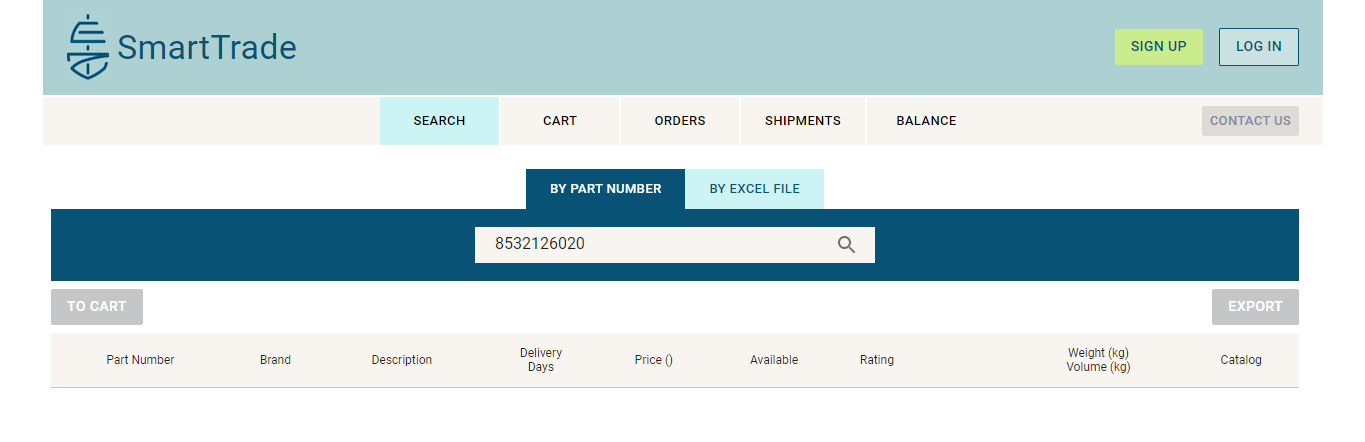 SmartTrade
SIGN UP
LOG IN
SEARCH
CART
ORDERS
SHIPMENTS
BALANCE
CONTACT US
BY PART NUMBER
BY EXCEL FILE
8532126020
TO CART
EXPORT
Part Number
Brand
Description
Delivery
Days
Price ()
Available
Rating
Weight (kg)
Volume (kg)
Catalog